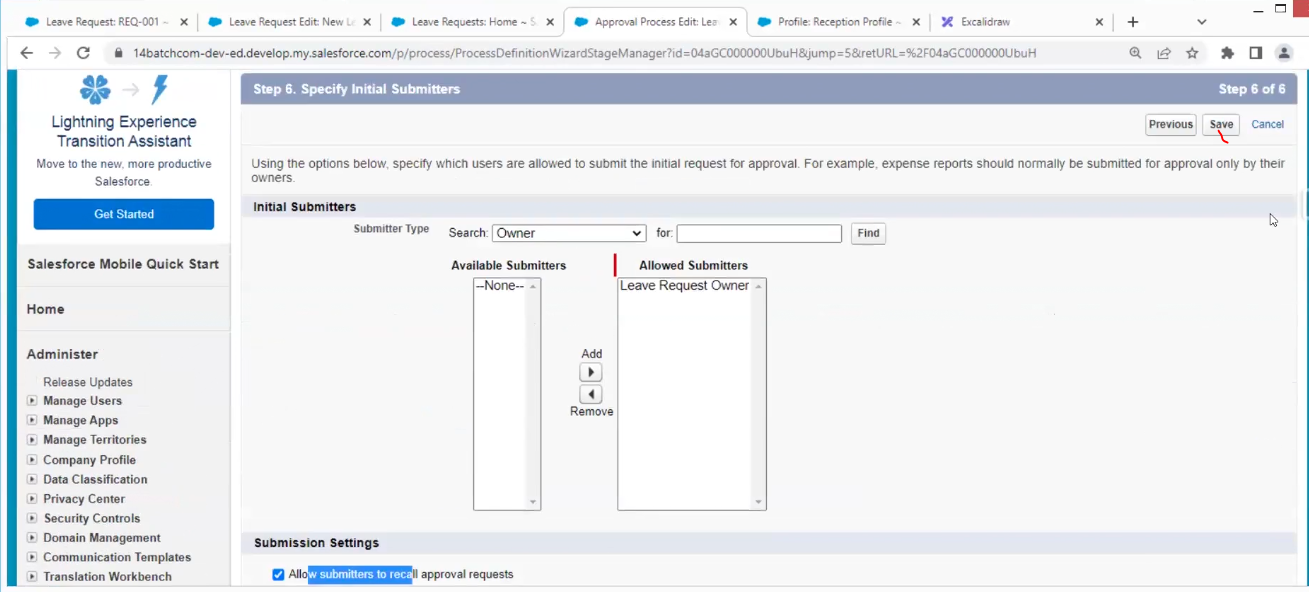 Leave Request: REQ-001 ~
Leave Request Edit: New Le
Leave Requests: Home ~ S
Approval Process Edit: Lea
Profile: Reception Profile ~
Excalidraw
14batchcom-dev-ed.develop.my.salesforce.com/p/process/ProcessDefinitionWizardStageManager?id=04aGC000000UbuH&jump=5&retURL=%2F04aGC000000UbuH
Lightning Experience
Transition Assistant
Move to the new, more productive
Salesforce.
Get Started
Salesforce Mobile Quick Start
Home
Administer
Release Updates
Manage Users
Manage Apps
Manage Territories
Company Profile
Data Classification
Privacy Center
Security Controls
Domain Management
Communication Templates
Translation Workbench
Step 6. Specify Initial Submitters
Step 6 of 6
Previous
Save
Cancel
Using the options below, specify which users are allowed to submit the initial request for approval. For example, expense reports should normally be submitted for approval only by their
owners.
Initial Submitters
Submitter Type
Search:
Owner
for:
Find
Available Submitters
Allowed Submitters
--None--
Leave Request Owner
Add
Remove
Submission Settings
Allow submitters to recall approval requests